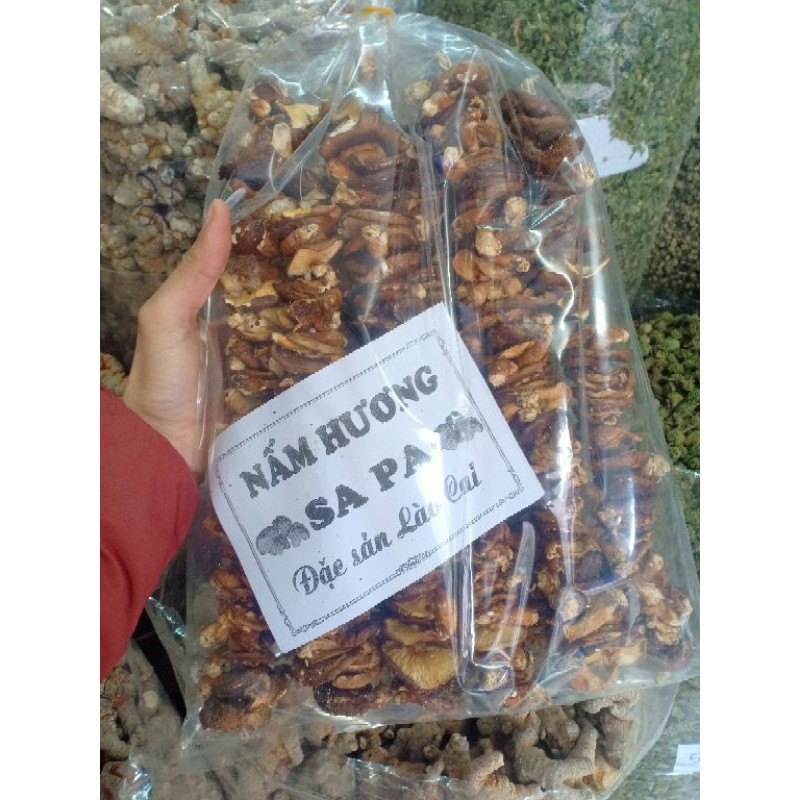 NẤM HƯƠNG
SA PA
Đặc sản Lào Cai